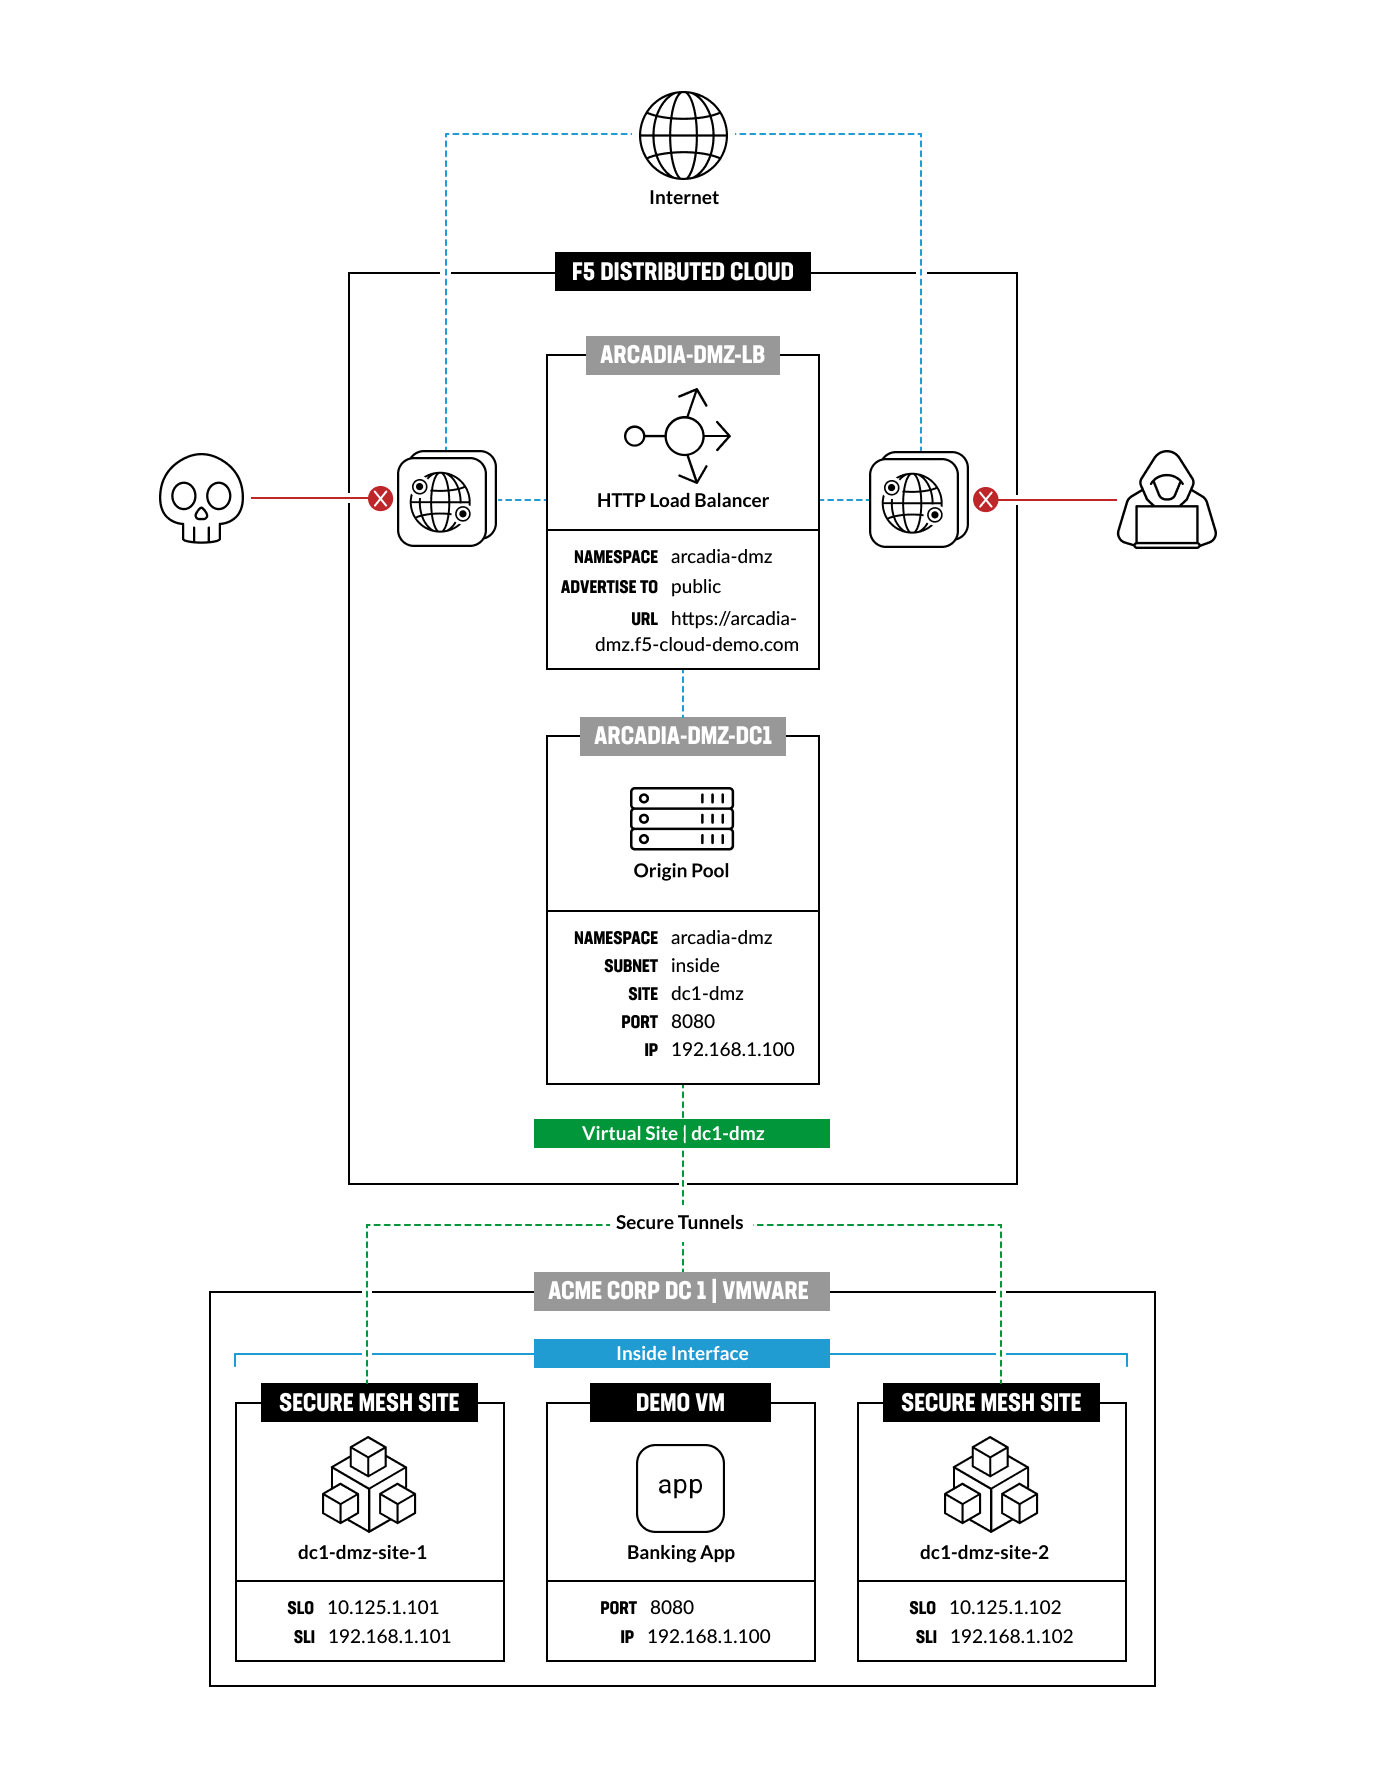 Internet
F5 DISTRIBUTED CLOUD
ARCADIA-DMZ-LB
HTTP Load Balancer
NAMESPACE arcadia-dmz
ADVERTISE TO public
URL https://arcadia-
dmz.f5-cloud-demo.com
ARCADIA-DMZ-DC1
Origin Pool
NAMESPACE arcadia-dmz
SUBNET inside
SITE dc1-dmz
PORT 8080
IP 192.168.1.100
Virtual Site | dc1-dmz
Secure Tunnels
ACME CORP DC 1 | VMWARE
Inside Interface
SECURE MESH SITE
dc1-dmz-site-1
SLO 10.125.1.101
SLI 192.168.1.101
DEMO VM
app
Banking App
PORT 8080
IP 192.168.1.100
SECURE MESH SITE
dc1-dmz-site-2
SLO 10.125.1.102
SLI 192.168.1.102